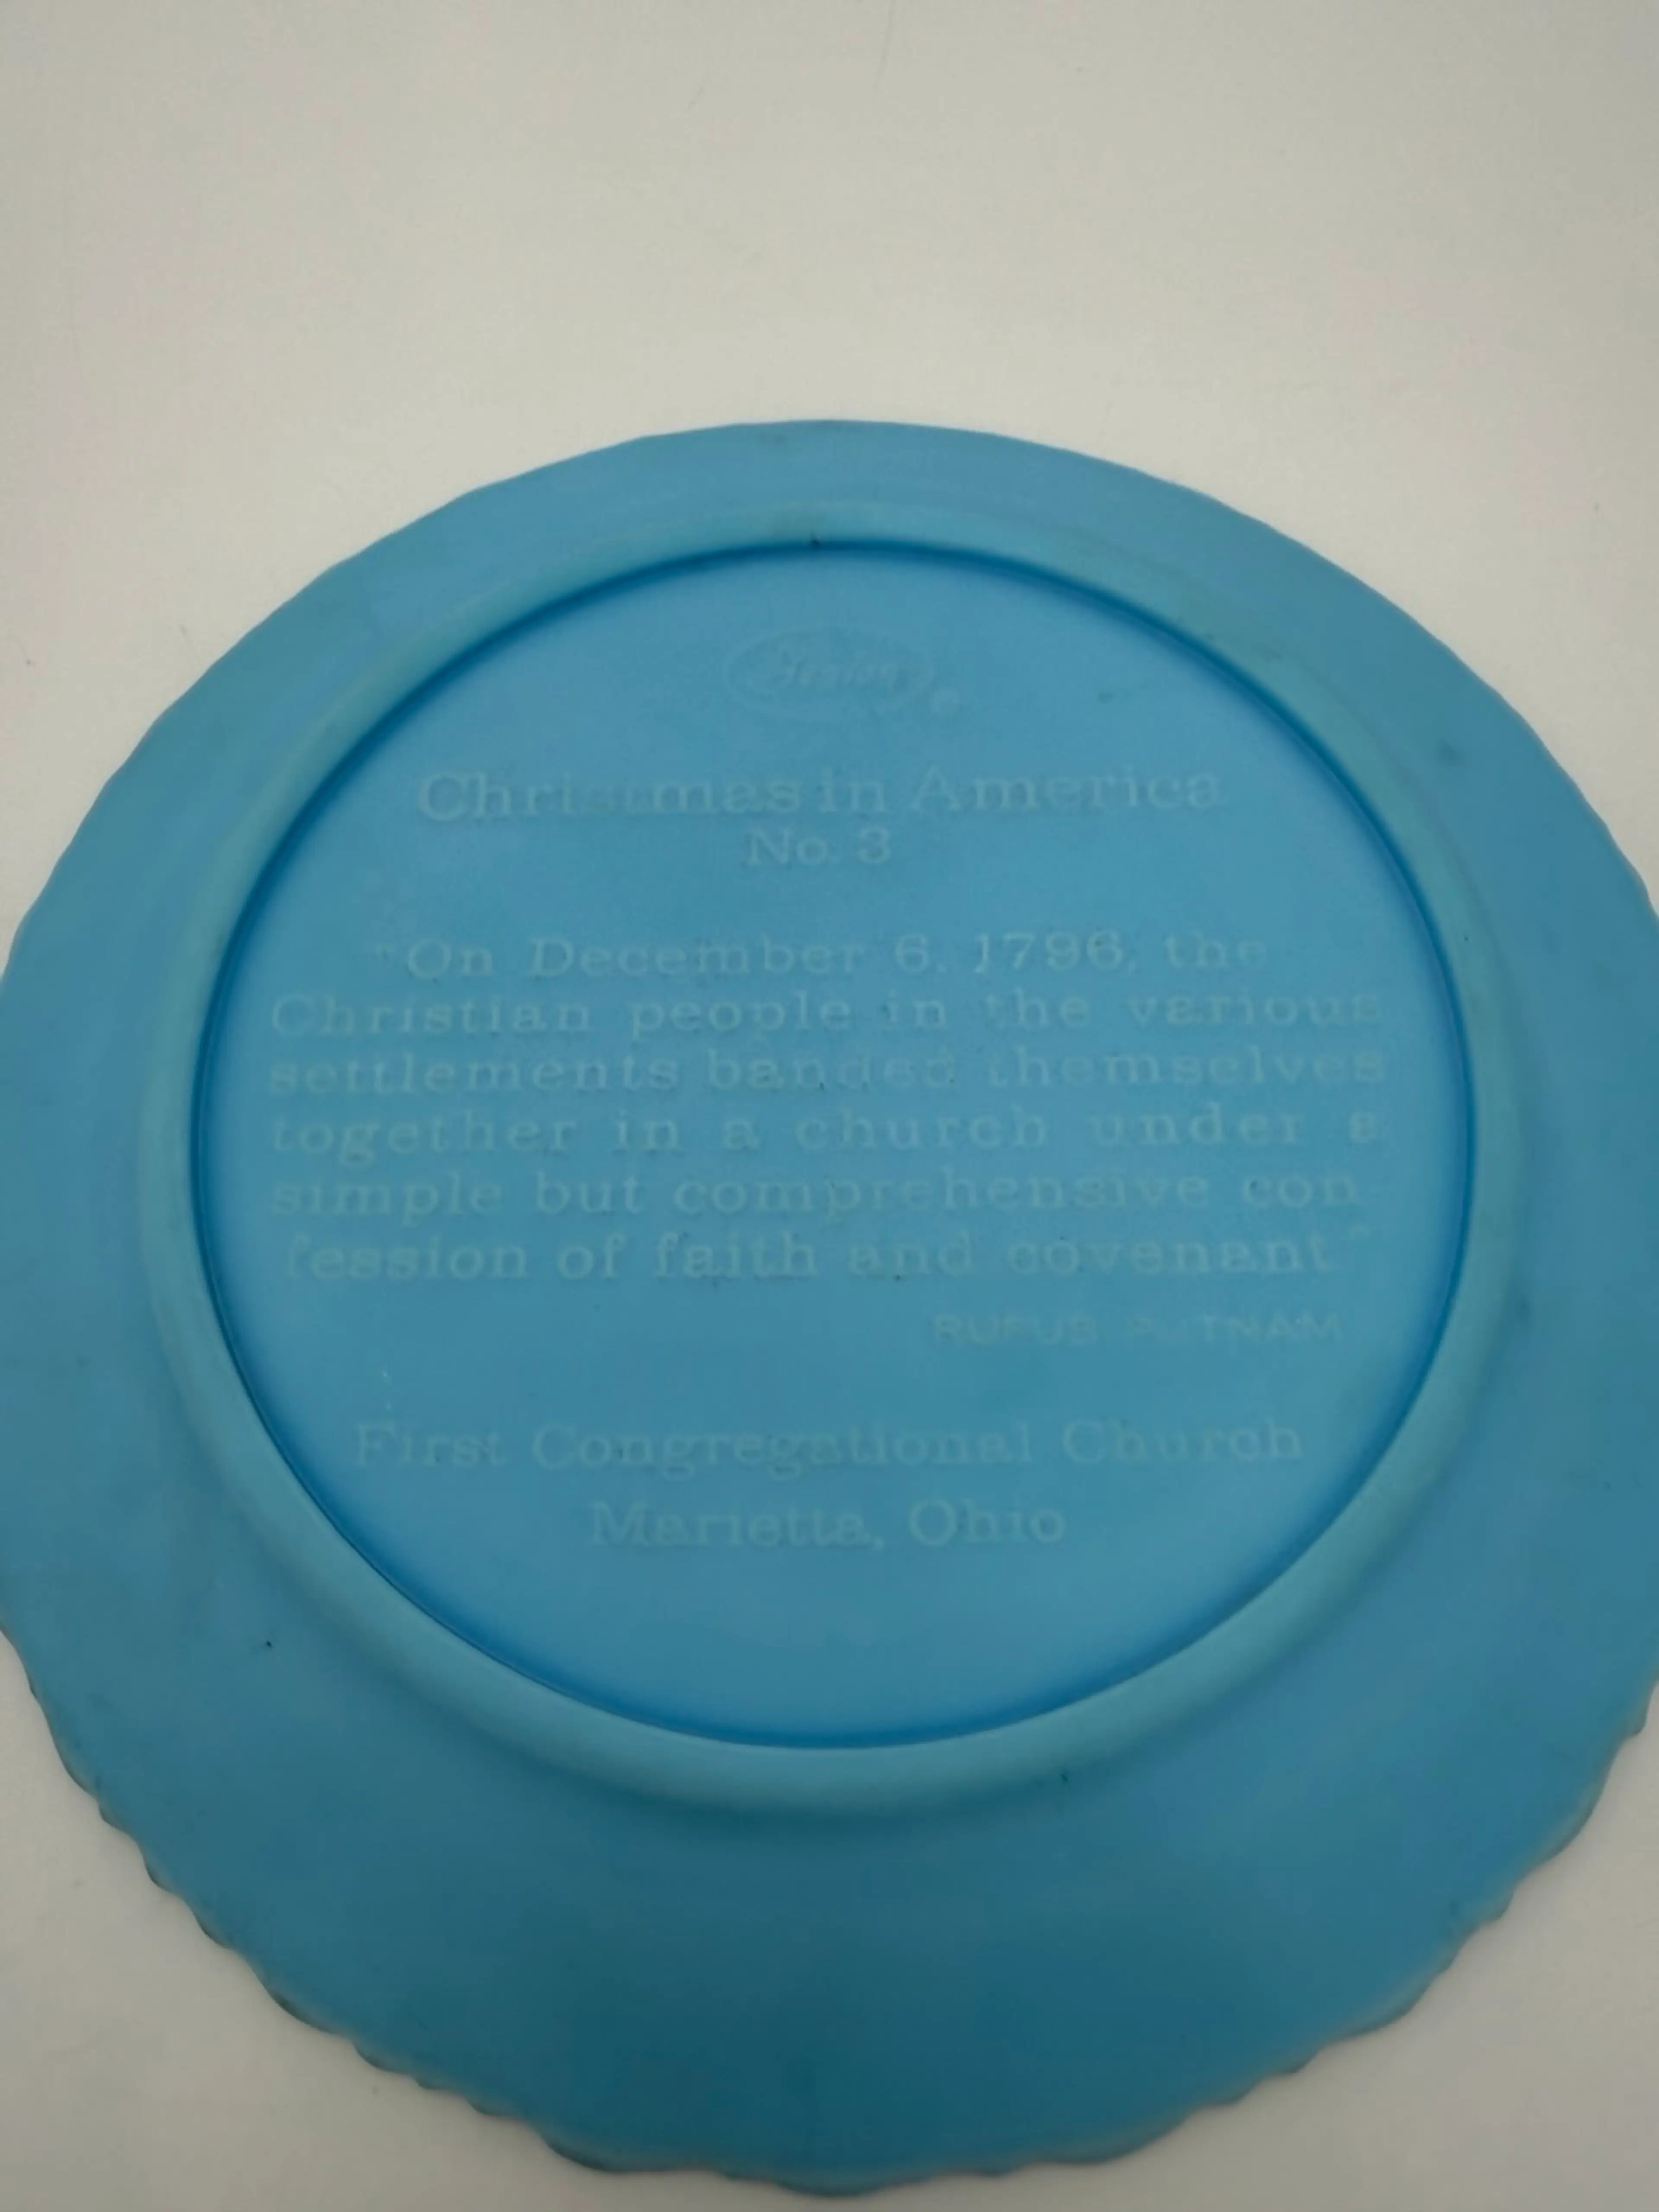 Fenton ®
Christmas in America
No. 3
"On December 6, 1796, the
Christian people in the various
settlements banded themselves
together in a church under a
simple but comprehensive con
fession of faith and covenant"
RUFUS PUTNAM
First Congregational Church
Marietta, Ohio